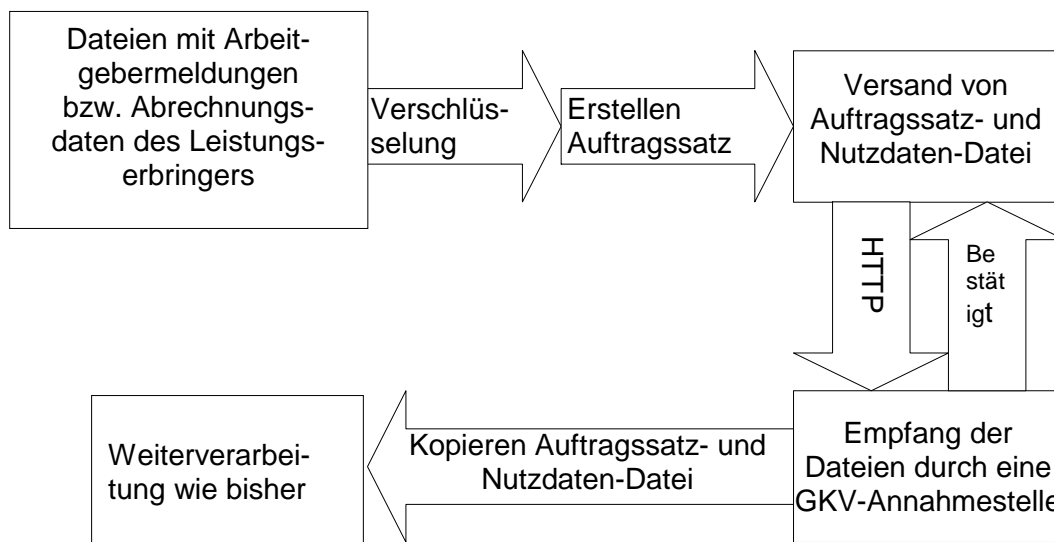 Dateien mit Arbeit-
gebermeldungen
bzw. Abrechnungs-
daten des Leistungs-
erbringers
Verschlüs-
selung
Erstellen
Auftragssatz
Versand von
Auftragssatz- und
Nutzdaten-Datei
HTTP
Be
stät
igt
Empfang der
Dateien durch eine
GKV-Annahmestelle
Kopieren Auftragssatz- und
Nutzdaten-Datei
Weiterverarbei-
tung wie bisher